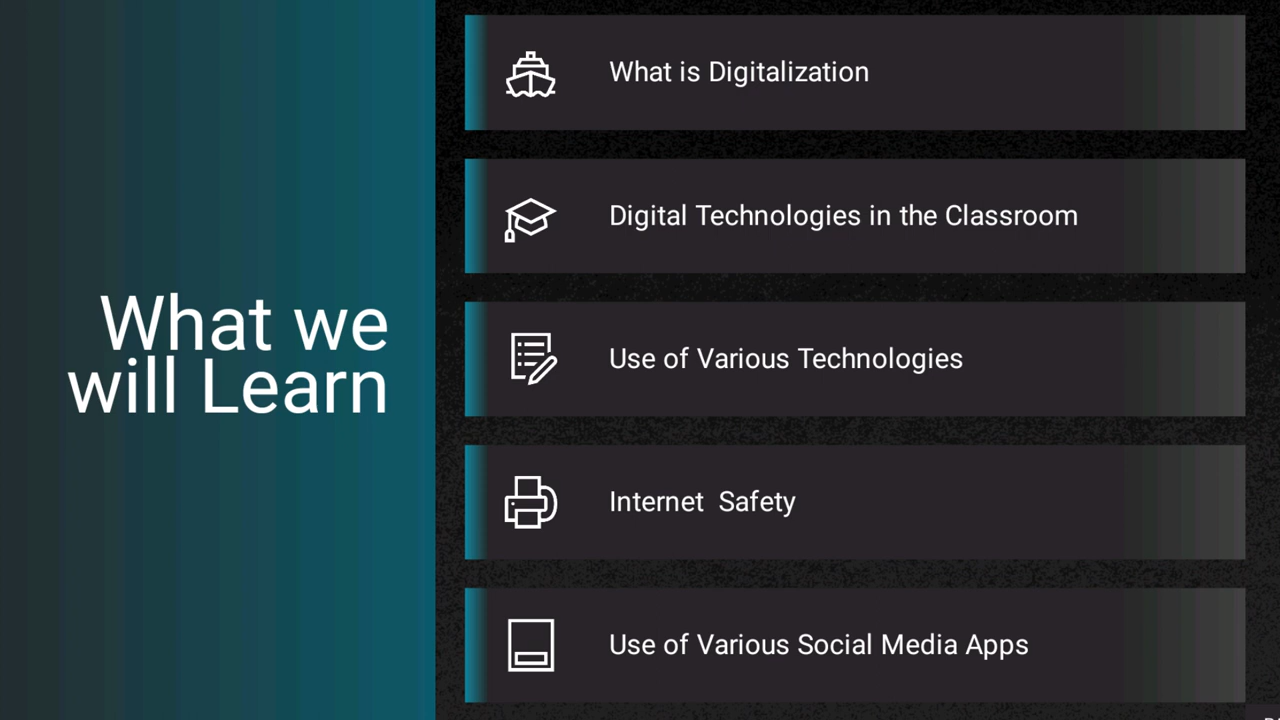 What we
will Learn
What is Digitalization
Digital Technologies in the Classroom
Use of Various Technologies
Internet  Safety
Use of Various Social Media Apps